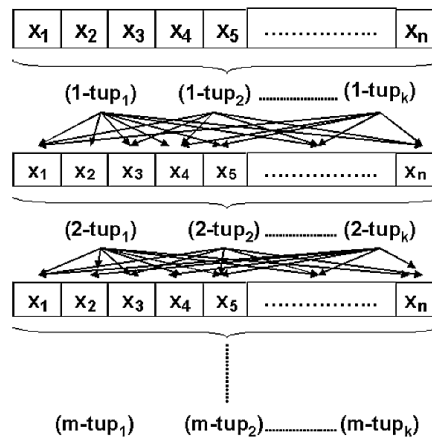 x₁ x₂ x₃ x₄ x₅ .................. xₙ
(1-tup₁) (1-tup₂) ............... (1-tupₖ)
x₁ x₂ x₃ x₄ x₅ .................. xₙ
(2-tup₁) (2-tup₂) ............... (2-tupₖ)
x₁ x₂ x₃ x₄ x₅ .................. xₙ
(m-tup₁) (m-tup₂) ............... (m-tupₖ)